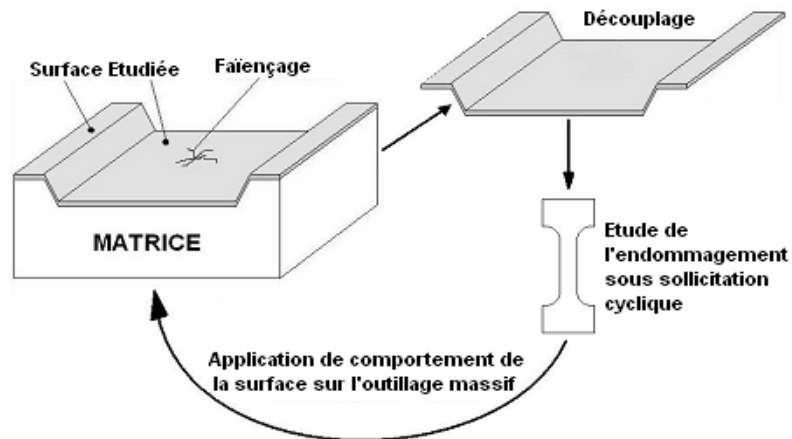 Découplage
Surface Etudiée
Faïençage
MATRICE
Etude de
l'endommagement
sous sollicitation
cyclique
Application de comportement de
la surface sur l'outillage massif